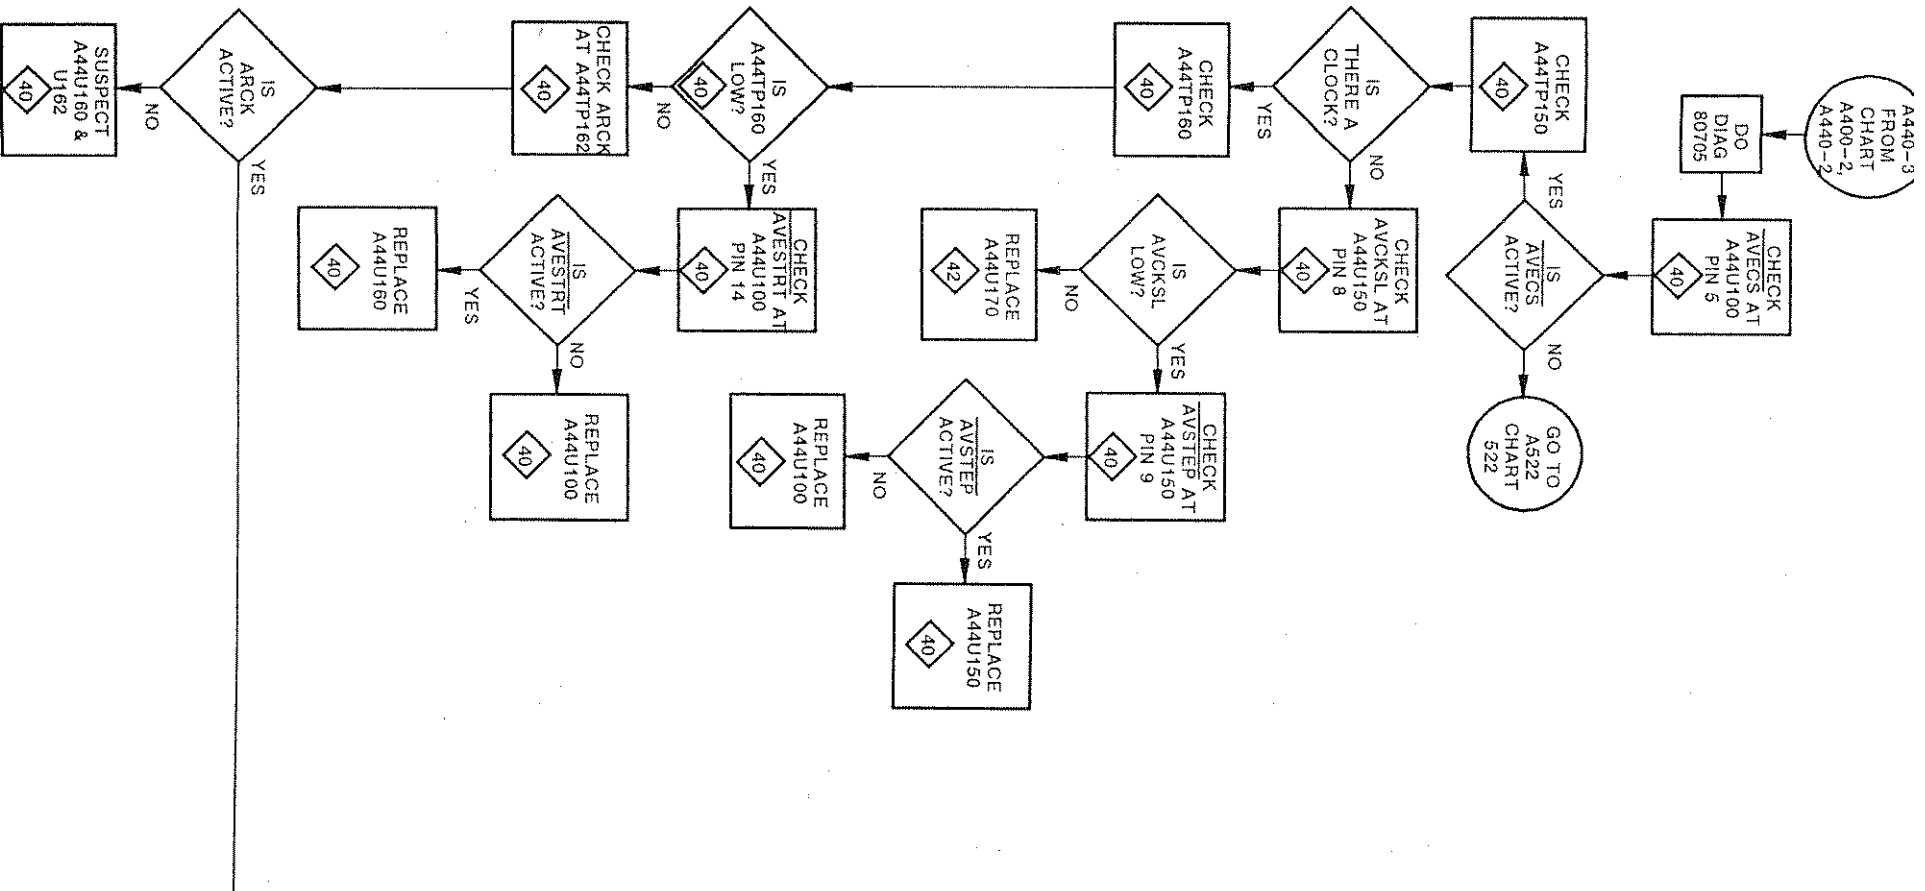 A440-3
FROM
CHART
A400-2,
A440-2
DO
DIAG
80705
CHECK
AVECS AT
A44U100
PIN 5
40
IS
AVECS
ACTIVE?
NO
GO TO
A522
CHART
522
YES
CHECK
A44TP150
40
IS
THERE A
CLOCK?
NO
CHECK
AVCKSL AT
A44U150
PIN 8
40
IS
AVCKSL
LOW?
YES
CHECK
AVSTEP AT
A44U150
PIN 9
40
IS
AVSTEP
ACTIVE?
YES
REPLACE
A44U150
40
NO
REPLACE
A44U100
40
NO
REPLACE
A44U170
42
YES
CHECK
A44TP160
40
IS
A44TP160
LOW?
40
YES
CHECK
AVESTRT AT
A44U100
PIN 14
40
IS
AVESTRT
ACTIVE?
NO
REPLACE
A44U100
40
YES
REPLACE
A44U160
40
NO
CHECK ARCK
AT A44TP162
40
IS
ARCK
ACTIVE?
YES
NO
SUSPECT
A44U160 &
U162
40